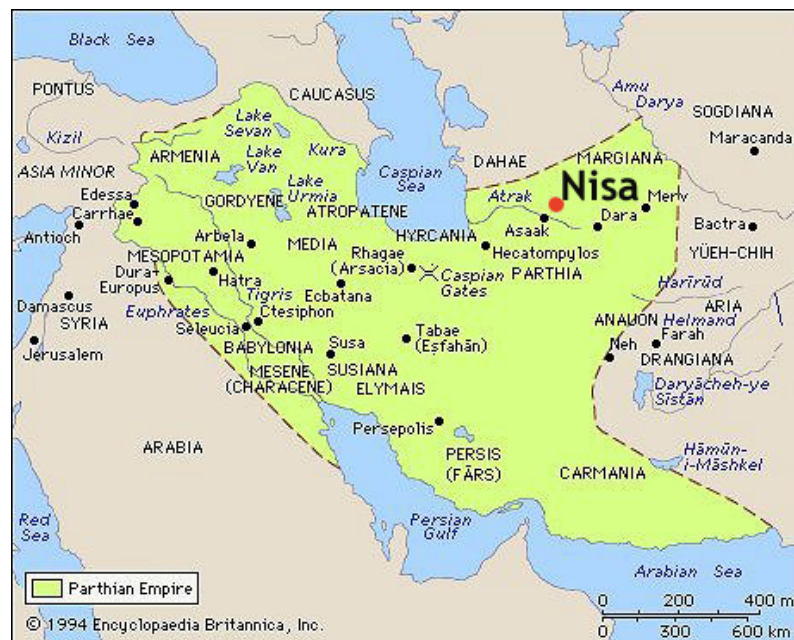 Black Sea
PONTUS
CAUCASUS
Amu
Darya
SOGDIANA
Kizil
Lake
Sevan
Kura
Maracanda
ARMENIA
Lake
Van
Caspian
Sea
DAHAE
MARGIANA
ASIA MINOR
Edessa
Lake
Urmia
Atrak
Nisa
Merv
Carrhae
GORDYENE
ATROPATENE
Asaak
Dara
Bactra
Antioch
Arbela
MEDIA
HYRCANIA
Hecatompylos
YÜEH-CHIH
MESOPOTAMIA
Rhagae
(Arsacia)
PARTHIA
Dura-
Europus
Hatra
Ecbatana
Caspian
Gates
Harīrūd
Damascus
Tigris
ARIA
SYRIA
Euphrates
Ctesiphon
ANAUON
Helmand
Seleucia
Tabae
(Eşfahān)
Farah
Jerusalem
BABYLONIA
Susa
Neh
DRANGIANA
MESENE
(CHARACENE)
SUSIANA
ELYMAIS
Daryācheh-ye
Sīstān
Persepolis
ARABIA
PERSIS
(FĀRS)
CARMANIA
Hāmūn-
i-Māshkel
Red
Sea
Persian
Gulf
Arabian Sea
Parthian Empire
0 200 400 m
© 1994 Encyclopaedia Britannica, Inc.
0 300 600 km